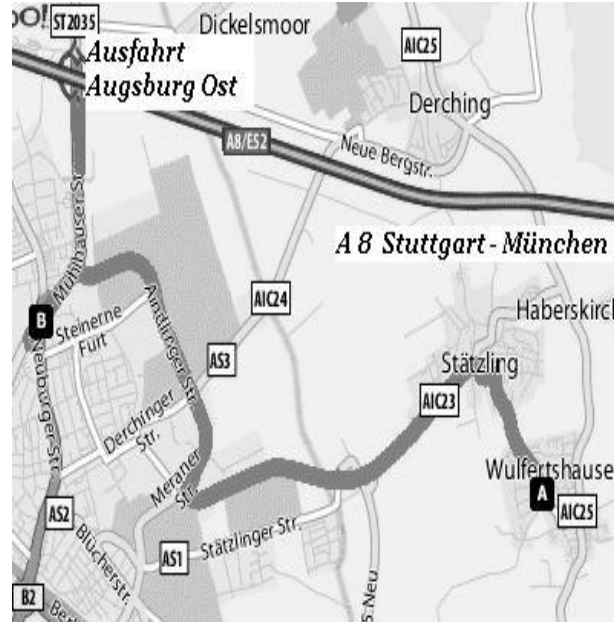 oo!
ST2035
Dickelsmoor
AIC25
Ausfahrt
Augsburg Ost
Derching
A8/E52
Neue Bergstr.
Mühlhauser Str.
A 8 Stuttgart - München
AIC24
Haberskirch
B
Steinerne
Furt
Aindlinger Str.
AS3
Stätzling
Neuburger Str.
AIC23
Derchinger
Str.
Wulfertshause
Meraner
Str.
A
AS2
AIC25
Blücherstr.
Stätzlinger Str.
AS1
B2